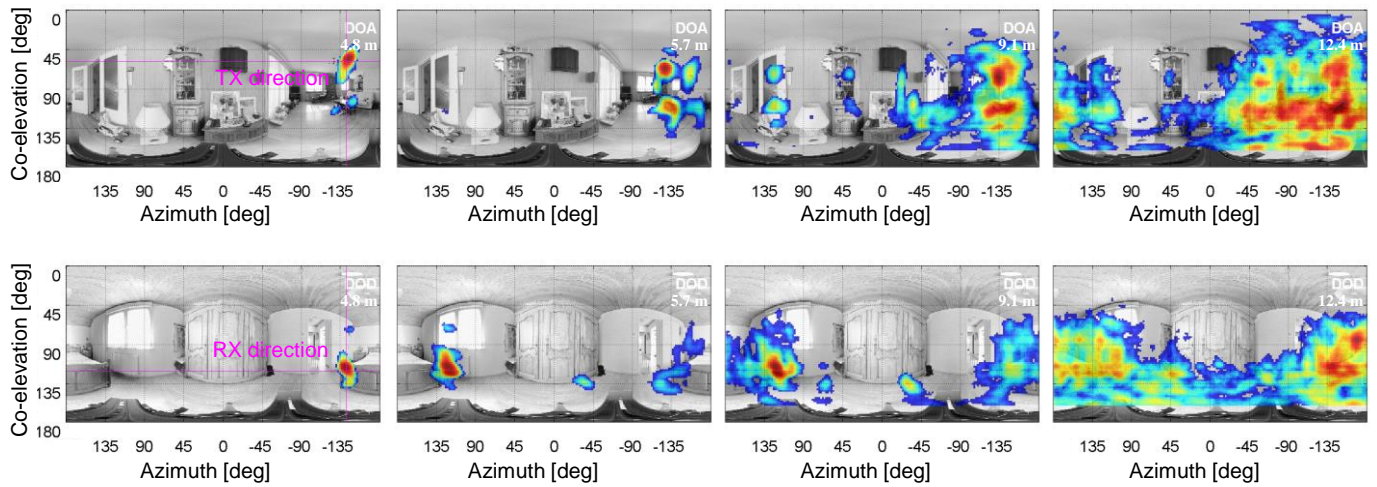 Co-elevation [deg]
0
45
90
135
180
DOA
4.8 m
TX direction
135 90 45 0 -45 -90 -135
Azimuth [deg]
DOA
5.7 m
135 90 45 0 -45 -90 -135
Azimuth [deg]
DOA
9.1 m
135 90 45 0 -45 -90 -135
Azimuth [deg]
DOA
12.4 m
135 90 45 0 -45 -90 -135
Azimuth [deg]
Co-elevation [deg]
0
45
90
135
180
DOD
4.8 m
RX direction
135 90 45 0 -45 -90 -135
Azimuth [deg]
DOD
5.7 m
135 90 45 0 -45 -90 -135
Azimuth [deg]
DOD
9.1 m
135 90 45 0 -45 -90 -135
Azimuth [deg]
DOD
12.4 m
135 90 45 0 -45 -90 -135
Azimuth [deg]